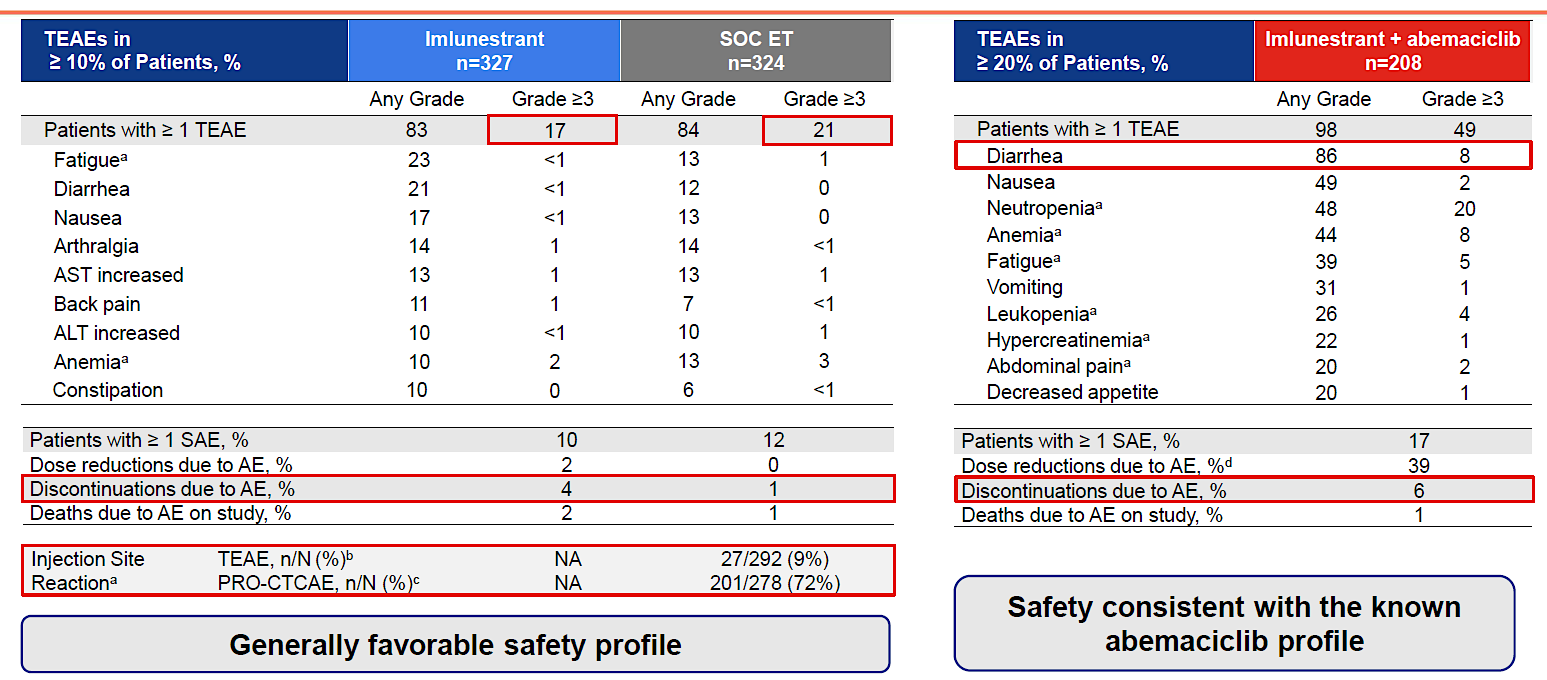 TEAEs in
≥ 10% of Patients, %
Imlunestrant
n=327
SOC ET
n=324
Any Grade Grade ≥3 Any Grade Grade ≥3
Patients with ≥ 1 TEAE 83 17 84 21
Fatigueᵃ 23 <1 13 1
Diarrhea 21 <1 12 0
Nausea 17 <1 13 0
Arthralgia 14 1 14 <1
AST increased 13 1 13 1
Back pain 11 1 7 <1
ALT increased 10 <1 10 1
Anemiaᵃ 10 2 13 3
Constipation 10 0 6 <1
Patients with ≥ 1 SAE, % 10 12
Dose reductions due to AE, % 2 0
Discontinuations due to AE, % 4 1
Deaths due to AE on study, % 2 1
Injection Site TEAE, n/N (%)ᵇ NA 27/292 (9%)
Reactionᵃ PRO-CTCAE, n/N (%)ᶜ NA 201/278 (72%)
Generally favorable safety profile
TEAEs in
≥ 20% of Patients, %
Imlunestrant + abemaciclib
n=208
Any Grade Grade ≥3
Patients with ≥ 1 TEAE 98 49
Diarrhea 86 8
Nausea 49 2
Neutropeniaᵃ 48 20
Anemiaᵃ 44 8
Fatigueᵃ 39 5
Vomiting 31 1
Leukopeniaᵃ 26 4
Hypercreatinemiaᵃ 22 1
Abdominal painᵃ 20 2
Decreased appetite 20 1
Patients with ≥ 1 SAE, % 17
Dose reductions due to AE, %ᵈ 39
Discontinuations due to AE, % 6
Deaths due to AE on study, % 1
Safety consistent with the known
abemaciclib profile